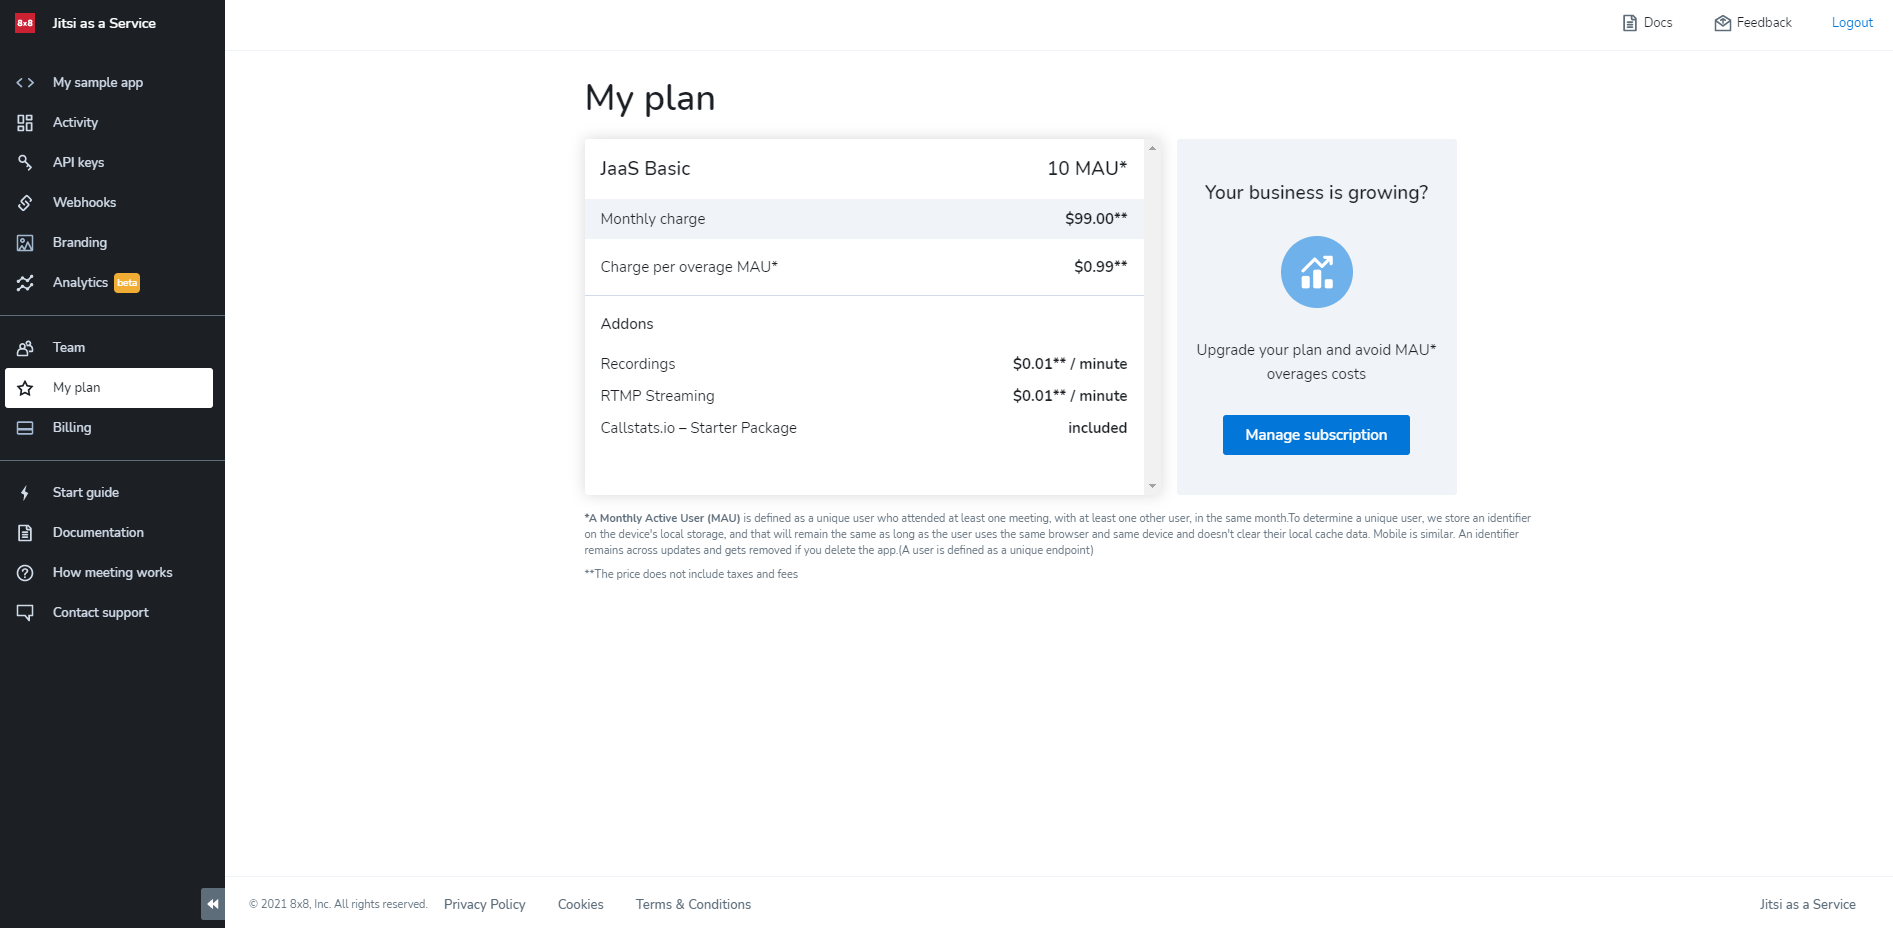 8x8 Jitsi as a Service
Docs
Feedback
Logout
My sample app
Activity
API keys
Webhooks
Branding
Analytics beta
Team
My plan
Billing
Start guide
Documentation
How meeting works
Contact support
My plan
JaaS Basic 10 MAU*
Monthly charge $99.00**
Charge per overage MAU* $0.99**
Addons
Recordings $0.01** / minute
RTMP Streaming $0.01** / minute
Callstats.io – Starter Package included
Your business is growing?
Upgrade your plan and avoid MAU*
overages costs
Manage subscription
*A Monthly Active User (MAU) is defined as a unique user who attended at least one meeting, with at least one other user, in the same month.To determine a unique user, we store an identifier
on the device's local storage, and that will remain the same as long as the user uses the same browser and same device and doesn't clear their local cache data. Mobile is similar. An identifier
remains across updates and gets removed if you delete the app.(A user is defined as a unique endpoint)
**The price does not include taxes and fees
© 2021 8x8, Inc. All rights reserved. Privacy Policy Cookies Terms & Conditions Jitsi as a Service